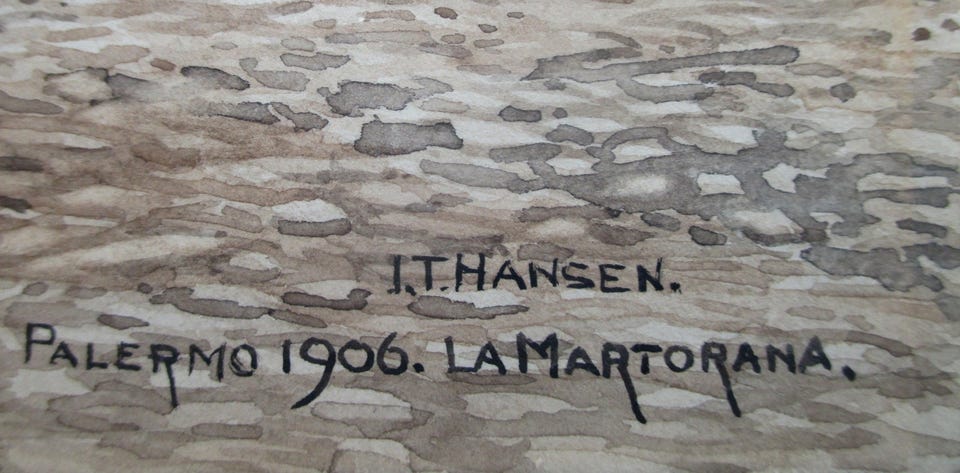 I.T.HANSEN.
PALERMO 1906. LA MARTORANA.